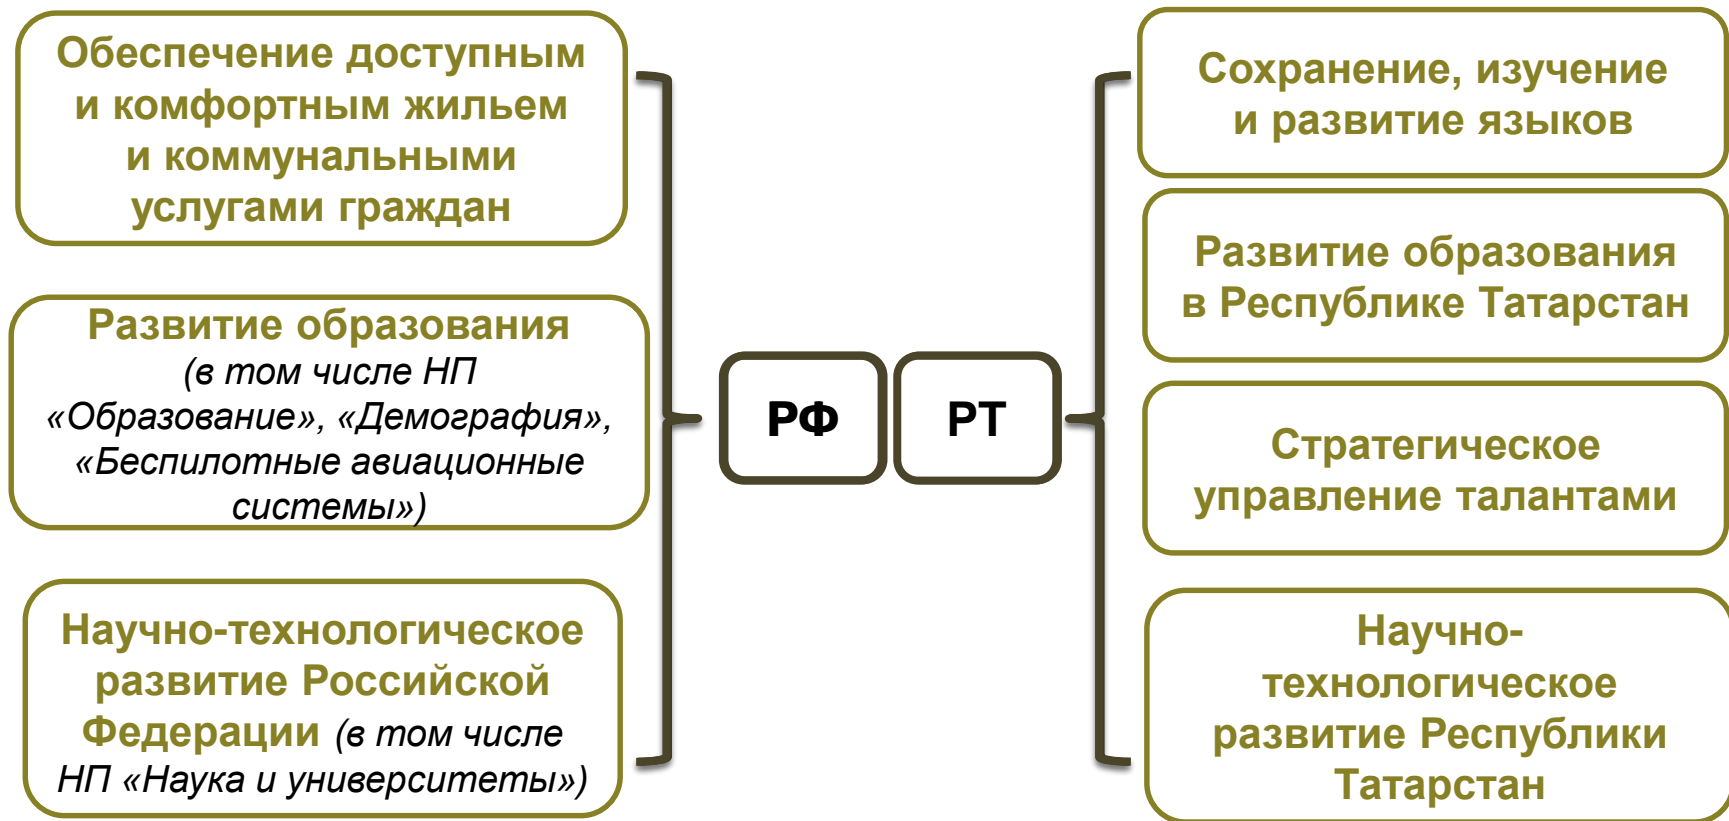 Обеспечение доступным
и комфортным жильем
и коммунальными
услугами граждан
Развитие образования
(в том числе НП
«Образование», «Демография»,
«Беспилотные авиационные
системы»)
Научно-технологическое
развитие Российской
Федерации (в том числе
НП «Наука и университеты»)
РФ
РТ
Сохранение, изучение
и развитие языков
Развитие образования
в Республике Татарстан
Стратегическое
управление талантами
Научно-
технологическое
развитие Республики
Татарстан